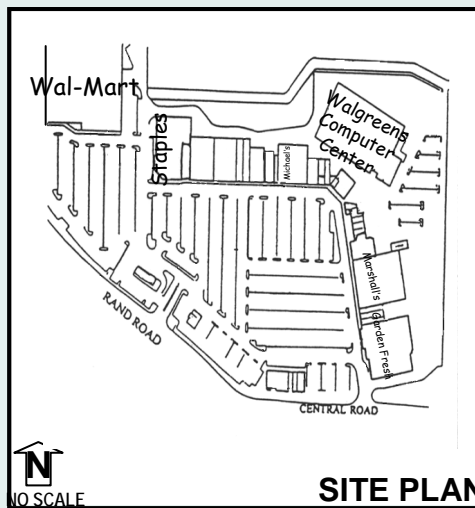 Wal-Mart
Staples
Michael's
Walgreens
Computer
Center
Marshall's
Garden Fresh
RAND ROAD
CENTRAL ROAD
N
NO SCALE
SITE PLAN